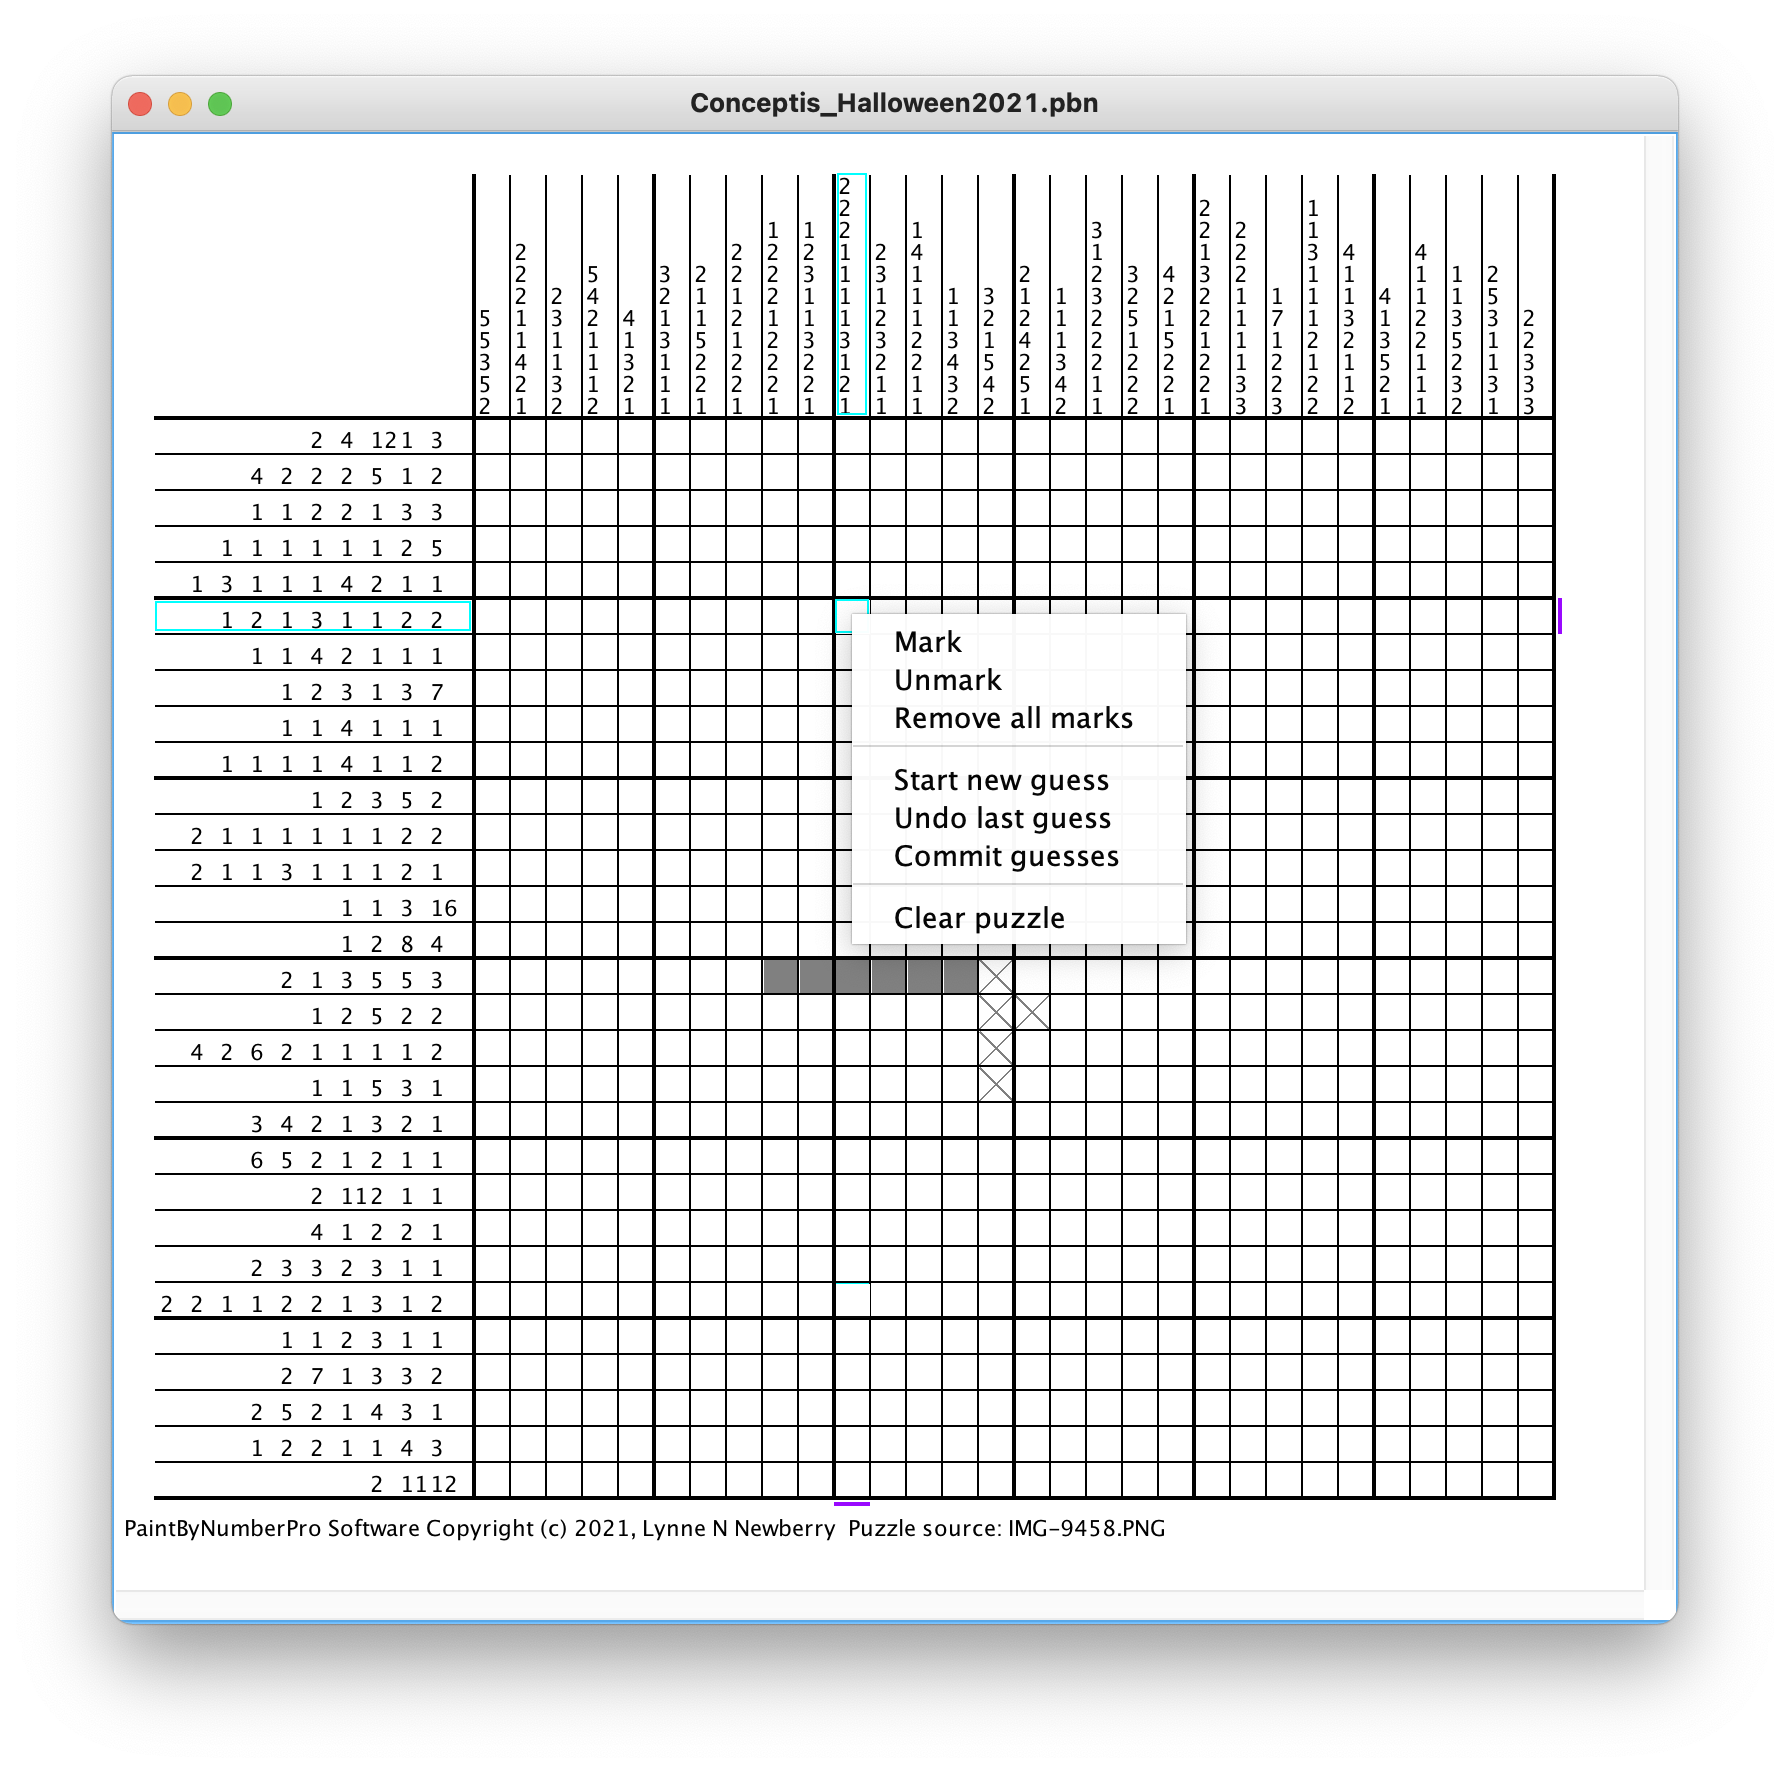 Conceptis_Halloween2021.pbn
2
2 2 1
1 1 2 1 3 2 2 1
2 2 2 2 1 2 4 1 1 2 3 4 4
2 5 3 2 2 2 3 1 3 1 2 2 3 4 3 2 1 1 1 1 2
2 2 4 2 1 1 2 1 1 1 1 1 3 1 1 3 2 2 2 1 1 1 1 4 1 1 5
5 1 3 2 4 1 1 2 1 1 1 2 1 1 2 2 1 2 5 1 2 1 7 1 3 1 2 3 3 2
5 1 1 1 1 3 5 1 2 3 3 3 2 3 1 4 1 2 1 5 1 1 1 2 2 3 2 5 1 2
3 4 1 1 3 1 2 2 2 2 1 2 2 4 5 2 3 2 2 2 2 1 2 1 1 5 1 2 1 3
5 2 3 1 2 1 2 2 2 2 2 1 1 3 4 5 4 1 2 2 2 3 2 2 1 2 1 3 3 3
2 1 2 2 1 1 1 1 1 1 1 1 1 2 2 1 2 1 2 1 1 3 3 2 2 1 1 2 1 3
2 4 12 1 3
4 2 2 2 5 1 2
1 1 2 2 1 3 3
1 1 1 1 1 1 2 5
1 3 1 1 1 4 2 1 1
1 2 1 3 1 1 2 2
1 1 4 2 1 1 1
1 2 3 1 3 7
1 1 4 1 1 1
1 1 1 1 4 1 1 2
1 2 3 5 2
2 1 1 1 1 1 1 2 2
2 1 1 3 1 1 1 2 1
1 1 3 16
1 2 8 4
2 1 3 5 5 3
1 2 5 2 2
4 2 6 2 1 1 1 1 2
1 1 5 3 1
3 4 2 1 3 2 1
6 5 2 1 2 1 1
2 11 2 1 1
4 1 2 2 1
2 3 3 2 3 1 1
2 2 1 1 2 2 1 3 1 2
1 1 2 3 1 1
2 7 1 3 3 2
2 5 2 1 4 3 1
1 2 2 1 1 4 3
2 11 12
Mark
Unmark
Remove all marks
Start new guess
Undo last guess
Commit guesses
Clear puzzle
PaintByNumberPro Software Copyright (c) 2021, Lynne N Newberry Puzzle source: IMG-9458.PNG